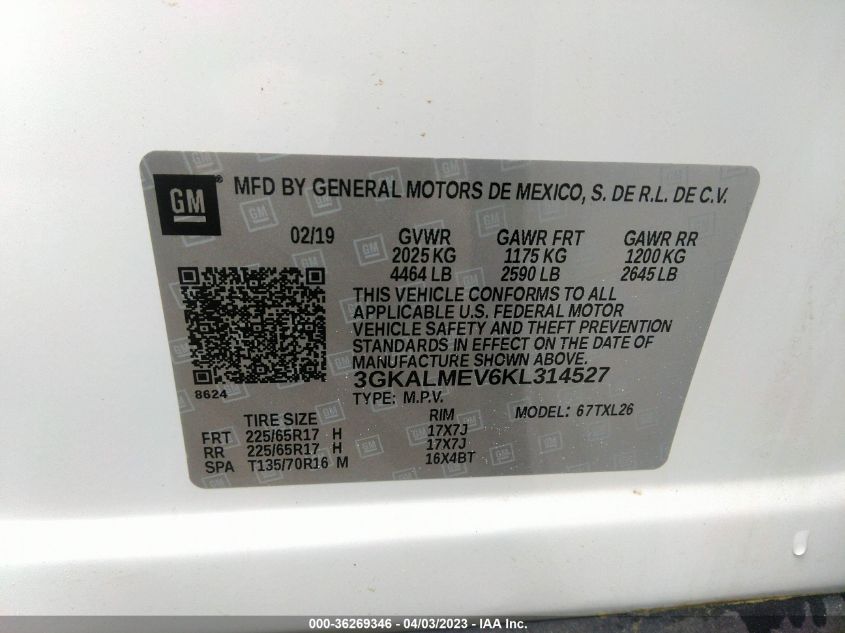 GM ® MFD BY GENERAL MOTORS DE MEXICO, S. DE R.L. DE C.V.
02/19 GVWR GAWR FRT GAWR RR
2025 KG 1175 KG 1200 KG
4464 LB 2590 LB 2645 LB
THIS VEHICLE CONFORMS TO ALL
APPLICABLE U.S. FEDERAL MOTOR
VEHICLE SAFETY AND THEFT PREVENTION
STANDARDS IN EFFECT ON THE DATE OF
MANUFACTURE SHOWN ABOVE.
3GKALMEV6KL314527
8624 TYPE: M.P.V. MODEL: 67TXL26
TIRE SIZE RIM
FRT 225/65R17 H 17X7J
RR 225/65R17 H 17X7J
SPA T135/70R16 M 16X4BT
000-36269346 - 04/03/2023 - IAAI.com